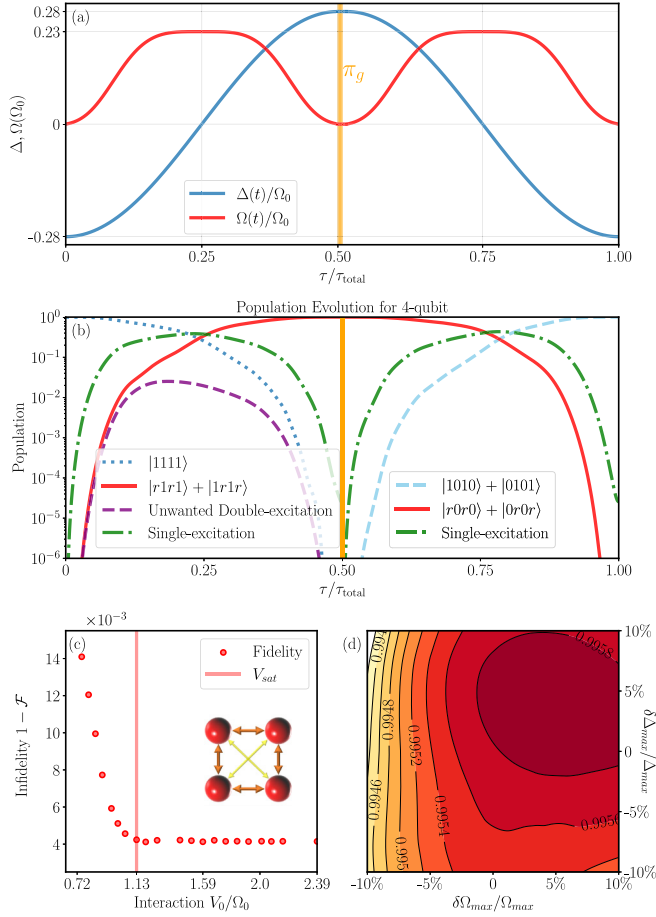 (a)
0.28
0.23
0
-0.28
Δ, Ω(Ω₀)
π_g
Δ(t)/Ω₀
Ω(t)/Ω₀
0
0.25
0.50
0.75
1.00
τ/τ_total
Population Evolution for 4-qubit
(b)
10⁰
10⁻¹
10⁻²
10⁻³
10⁻⁴
10⁻⁵
10⁻⁶
Population
|1111⟩
|r1r1⟩ + |1r1r⟩
Unwanted Double-excitation
Single-excitation
|1010⟩ + |0101⟩
|r0r0⟩ + |0r0r⟩
Single-excitation
0
0.25
0.50
0.75
1.00
τ/τ_total
×10⁻³
(c)
14
12
10
8
6
4
Infidelity 1 − 𝓕
Fidelity
V_sat
0.72
1.13
1.59
2.0
2.39
Interaction V₀/Ω₀
(d)
0.9958
0.9948
0.9952
0.9946
0.995
0.9954
10%
5%
0
-5%
-10%
δΔ_max/Δ_max
-10%
-5%
0
5%
10%
δΩ_max/Ω_max